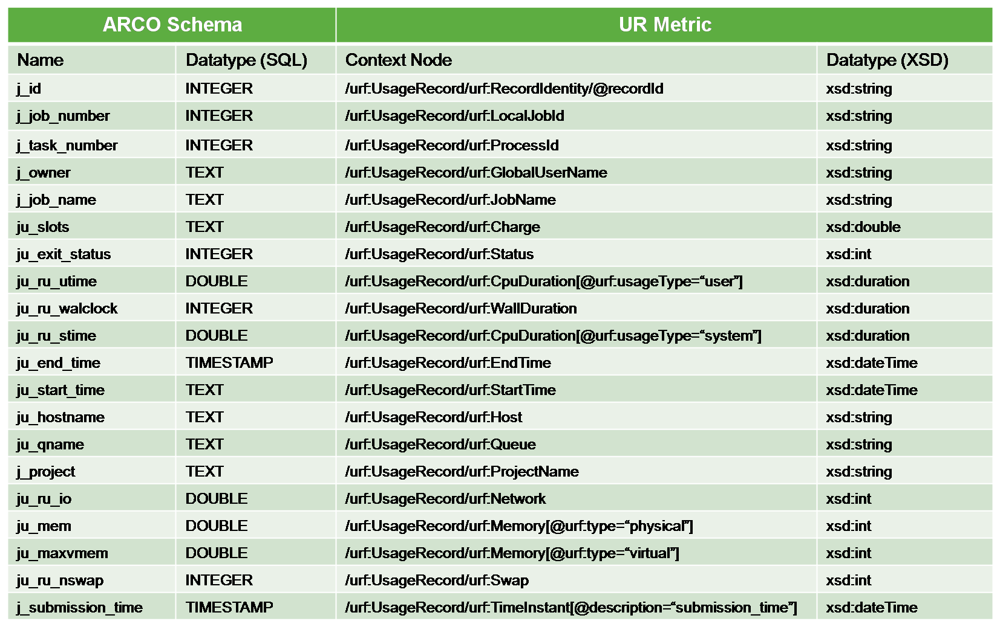 ARCO Schema UR Metric
Name Datatype (SQL) Context Node Datatype (XSD)
j_id INTEGER /urf:UsageRecord/urf:RecordIdentity/@recordId xsd:string
j_job_number INTEGER /urf:UsageRecord/urf:LocalJobId xsd:string
j_task_number INTEGER /urf:UsageRecord/urf:ProcessId xsd:string
j_owner TEXT /urf:UsageRecord/urf:GlobalUserName xsd:string
j_job_name TEXT /urf:UsageRecord/urf:JobName xsd:string
ju_slots TEXT /urf:UsageRecord/urf:Charge xsd:double
ju_exit_status INTEGER /urf:UsageRecord/urf:Status xsd:int
ju_ru_utime DOUBLE /urf:UsageRecord/urf:CpuDuration[@urf:usageType=“user”] xsd:duration
ju_ru_walclock INTEGER /urf:UsageRecord/urf:WallDuration xsd:duration
ju_ru_stime DOUBLE /urf:UsageRecord/urf:CpuDuration[@urf:usageType=“system”] xsd:duration
ju_end_time TIMESTAMP /urf:UsageRecord/urf:EndTime xsd:dateTime
ju_start_time TEXT /urf:UsageRecord/urf:StartTime xsd:dateTime
ju_hostname TEXT /urf:UsageRecord/urf:Host xsd:string
ju_qname TEXT /urf:UsageRecord/urf:Queue xsd:string
j_project TEXT /urf:UsageRecord/urf:ProjectName xsd:string
ju_ru_io DOUBLE /urf:UsageRecord/urf:Network xsd:int
ju_mem DOUBLE /urf:UsageRecord/urf:Memory[@urf:type=“physical”] xsd:int
ju_maxvmem DOUBLE /urf:UsageRecord/urf:Memory[@urf:type=“virtual”] xsd:int
ju_ru_nswap INTEGER /urf:UsageRecord/urf:Swap xsd:int
j_submission_time TIMESTAMP /urf:UsageRecord/urf:TimeInstant[@description=“submission_time”] xsd:dateTime